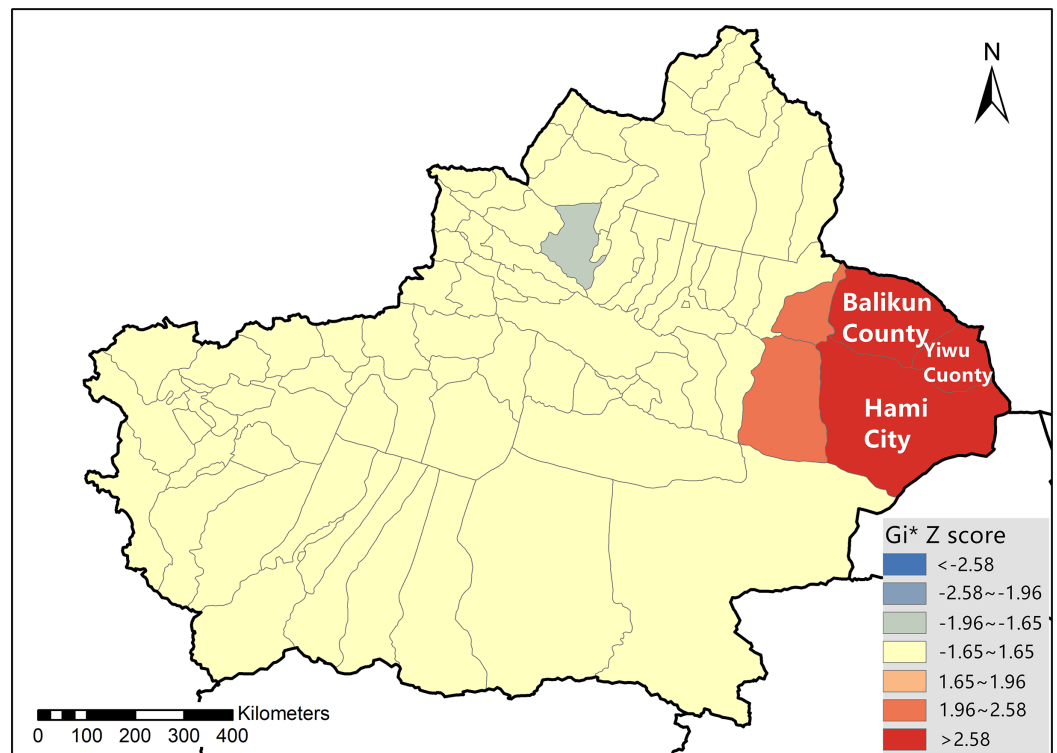 N
Balikun
County
Yiwu
Cuonty
Hami
City
Gi* Z score
<-2.58
-2.58~-1.96
-1.96~-1.65
-1.65~1.65
1.65~1.96
1.96~2.58
>2.58
Kilometers
0 100 200 300 400